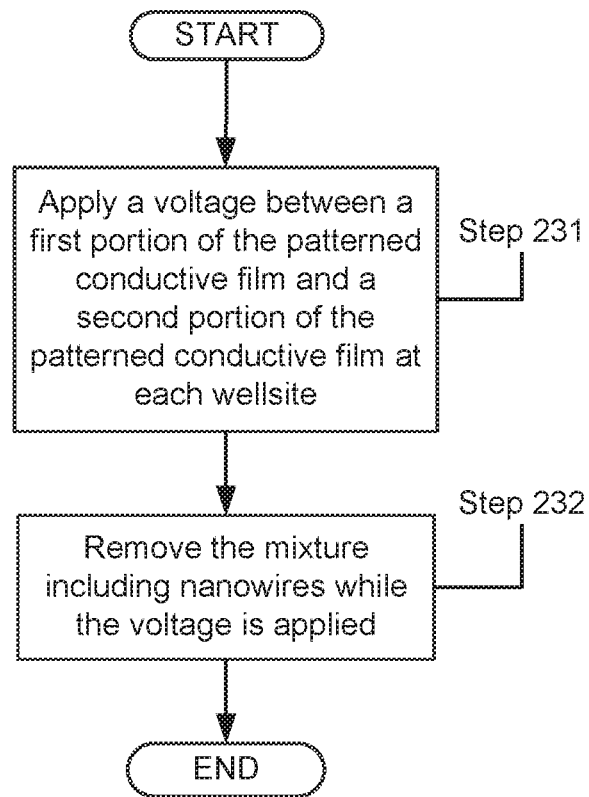 START
Apply a voltage between a
first portion of the patterned
conductive film and a
second portion of the
patterned conductive film at
each wellsite
Step 231
Step 232
Remove the mixture
including nanowires while
the voltage is applied
END